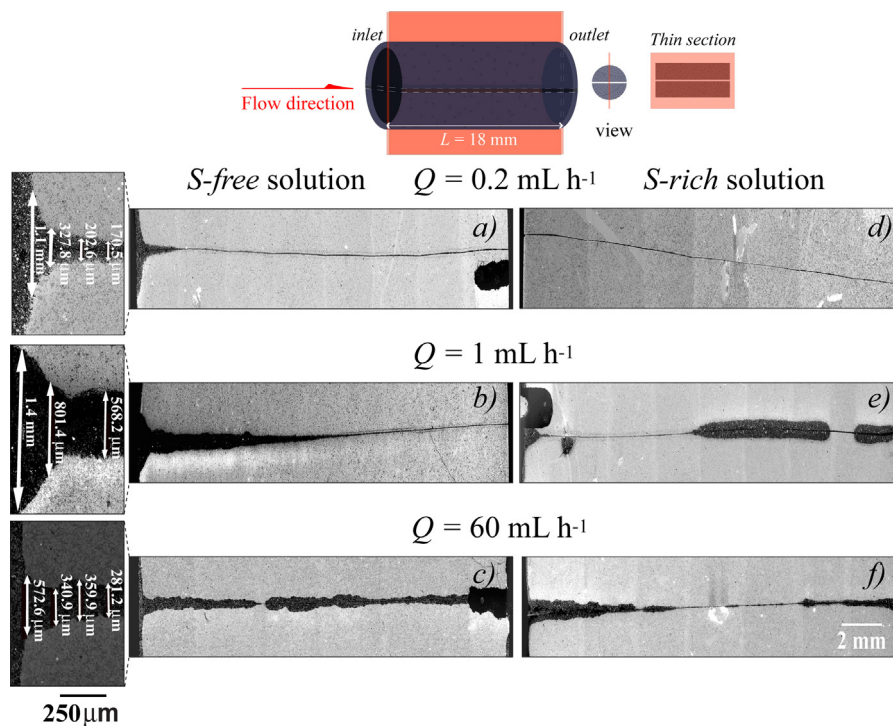 inlet
outlet
Thin section
Flow direction
view
L = 18 mm
S-free solution
Q = 0.2 mL h-1
S-rich solution
1.1 mm
327.8 μm
202.6 μm
170.5 μm
a)
d)
Q = 1 mL h-1
1.4 mm
801.4 μm
568.2 μm
b)
e)
Q = 60 mL h-1
572.6 μm
340.9 μm
359.9 μm
281.2 μm
c)
f)
2 mm
250μm